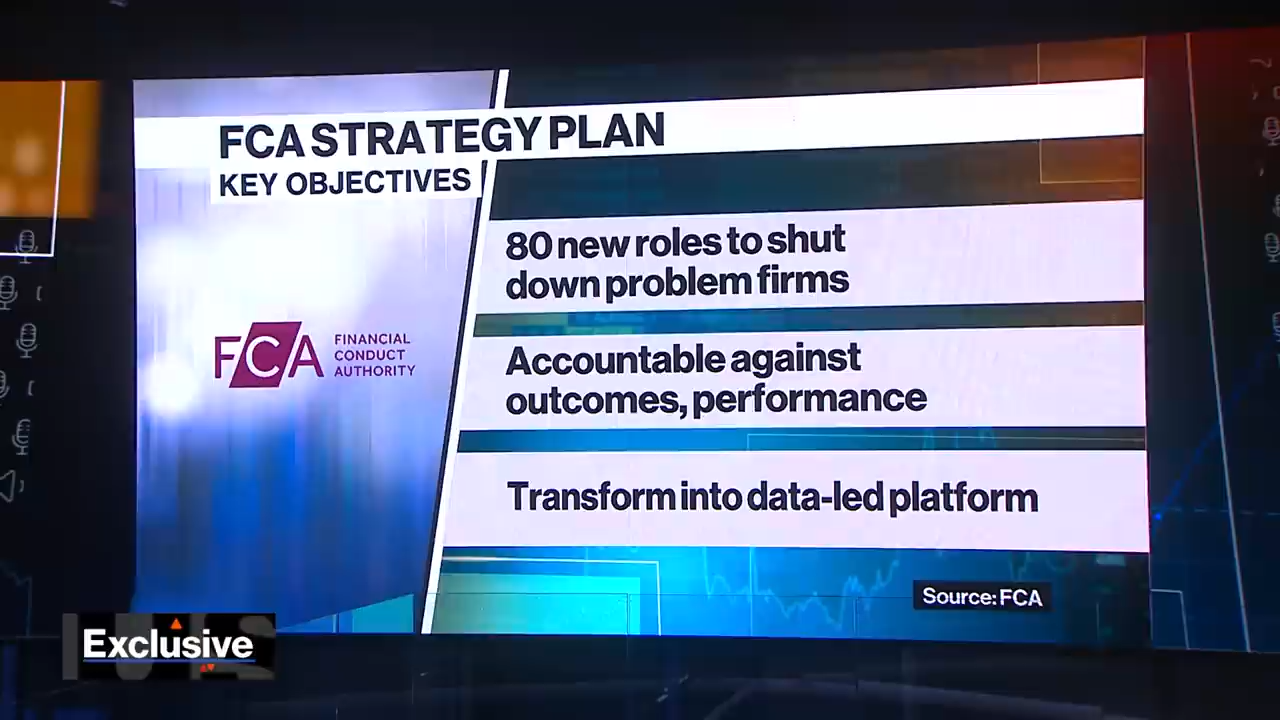 FCA STRATEGY PLAN
KEY OBJECTIVES
80 new roles to shut
down problem firms
FCA
FINANCIAL
CONDUCT
AUTHORITY
Accountable against
outcomes, performance
Transform into data-led platform
Source: FCA
Exclusive